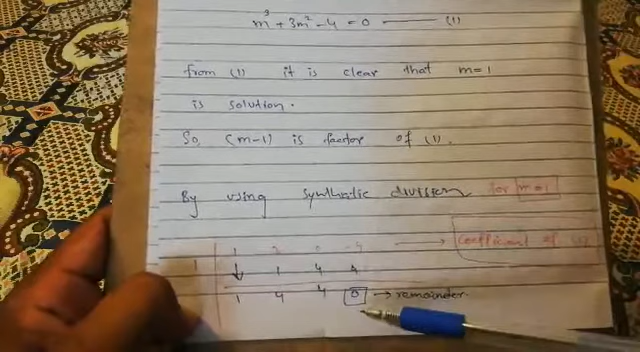 m³ + 3m² - 4 = 0 ——— (1)
from (1) it is clear that m=1
is solution.
So, (m-1) is factor of (1).
By using synthetic division for m=1
1 3 0 -4 → coefficient of (1)
1 ↓ 1 4 4
1 4 4 0 → remainder